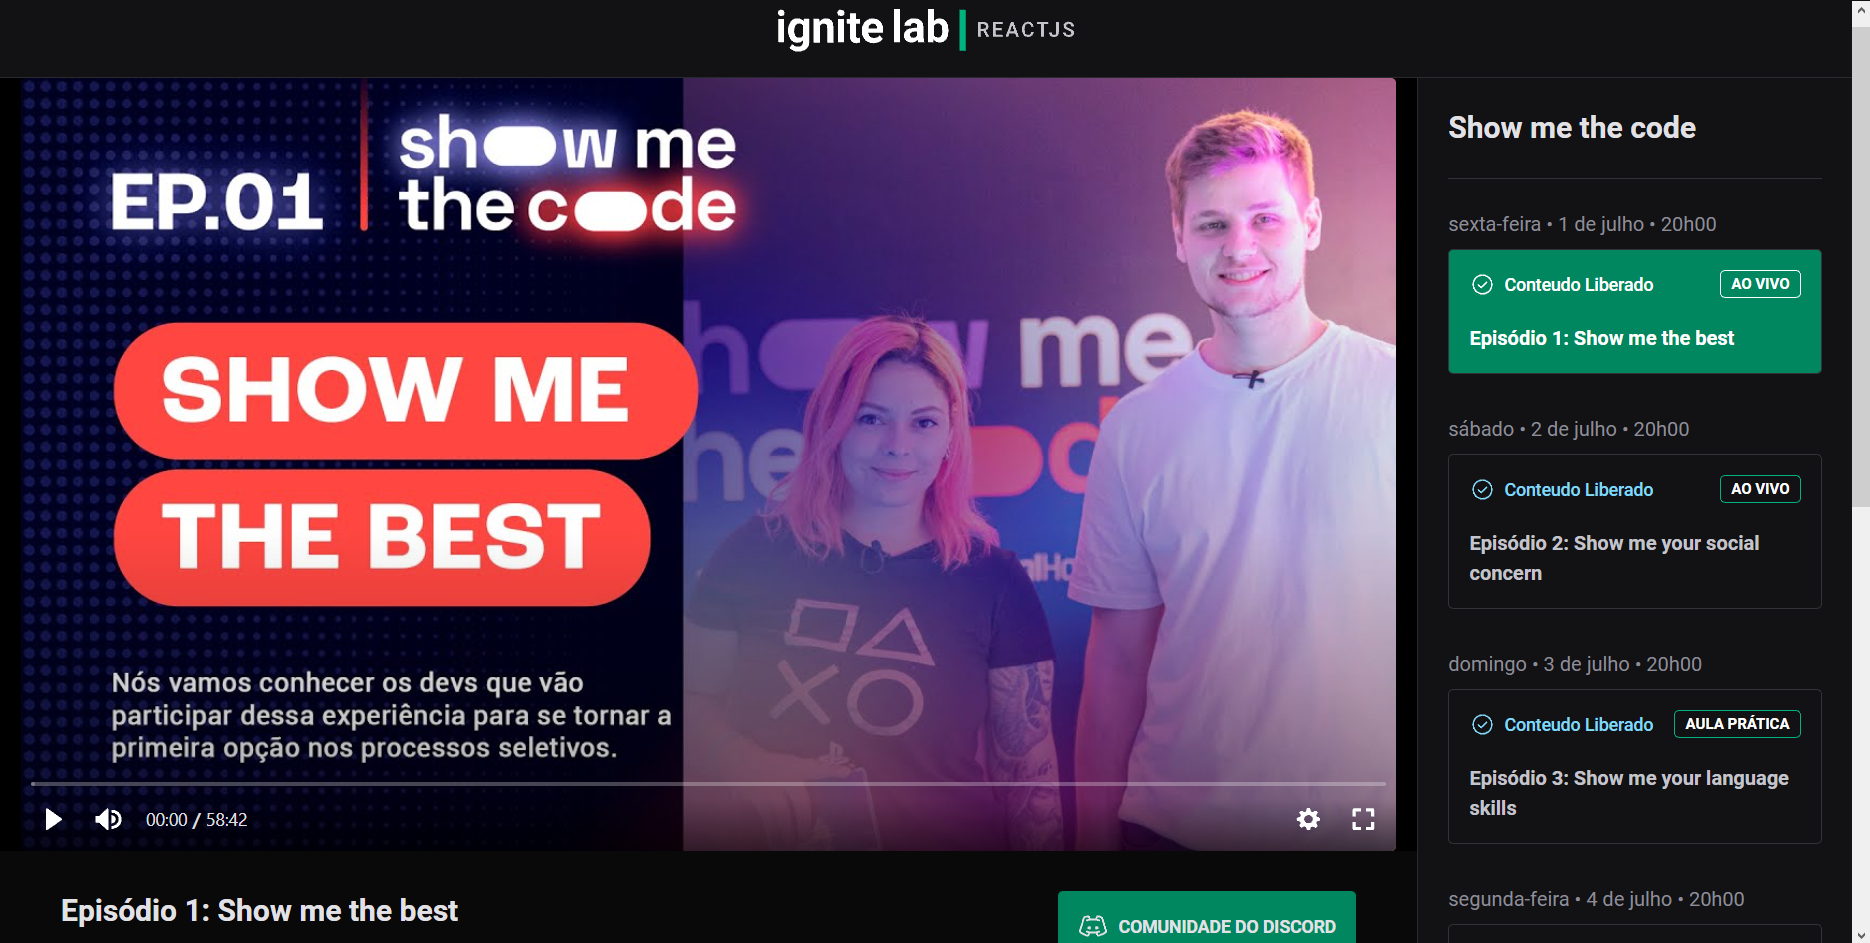 ignite lab | REACTJS
EP.01
show me
the code
SHOW ME
THE BEST
Nós vamos conhecer os devs que vão
participar dessa experiência para se tornar a
primeira opção nos processos seletivos.
how me
he cod
alHa
00:00 / 58:42
Episódio 1: Show me the best
COMUNIDADE DO DISCORD
Show me the code
sexta-feira • 1 de julho • 20h00
Conteudo Liberado
AO VIVO
Episódio 1: Show me the best
sábado • 2 de julho • 20h00
Conteudo Liberado
AO VIVO
Episódio 2: Show me your social
concern
domingo • 3 de julho • 20h00
Conteudo Liberado
AULA PRÁTICA
Episódio 3: Show me your language
skills
segunda-feira • 4 de julho • 20h00